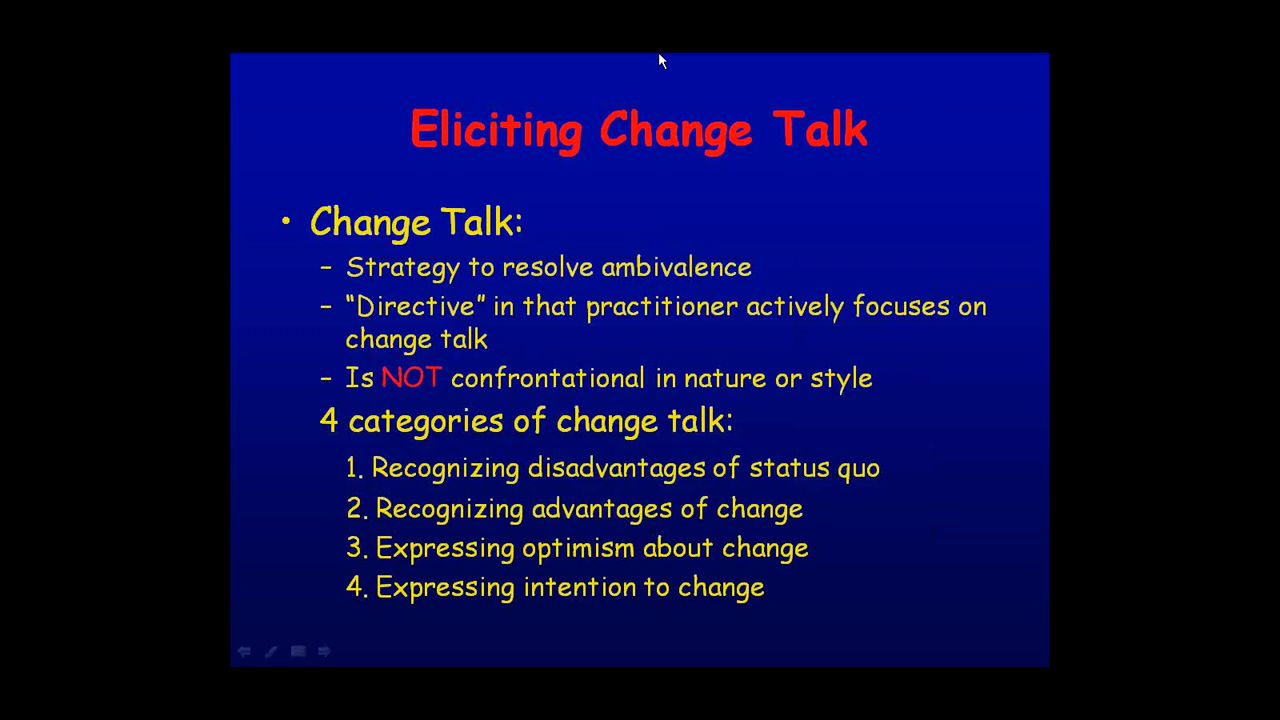 Eliciting Change Talk
• Change Talk:
– Strategy to resolve ambivalence
– “Directive” in that practitioner actively focuses on
change talk
– Is NOT confrontational in nature or style
4 categories of change talk:
1. Recognizing disadvantages of status quo
2. Recognizing advantages of change
3. Expressing optimism about change
4. Expressing intention to change